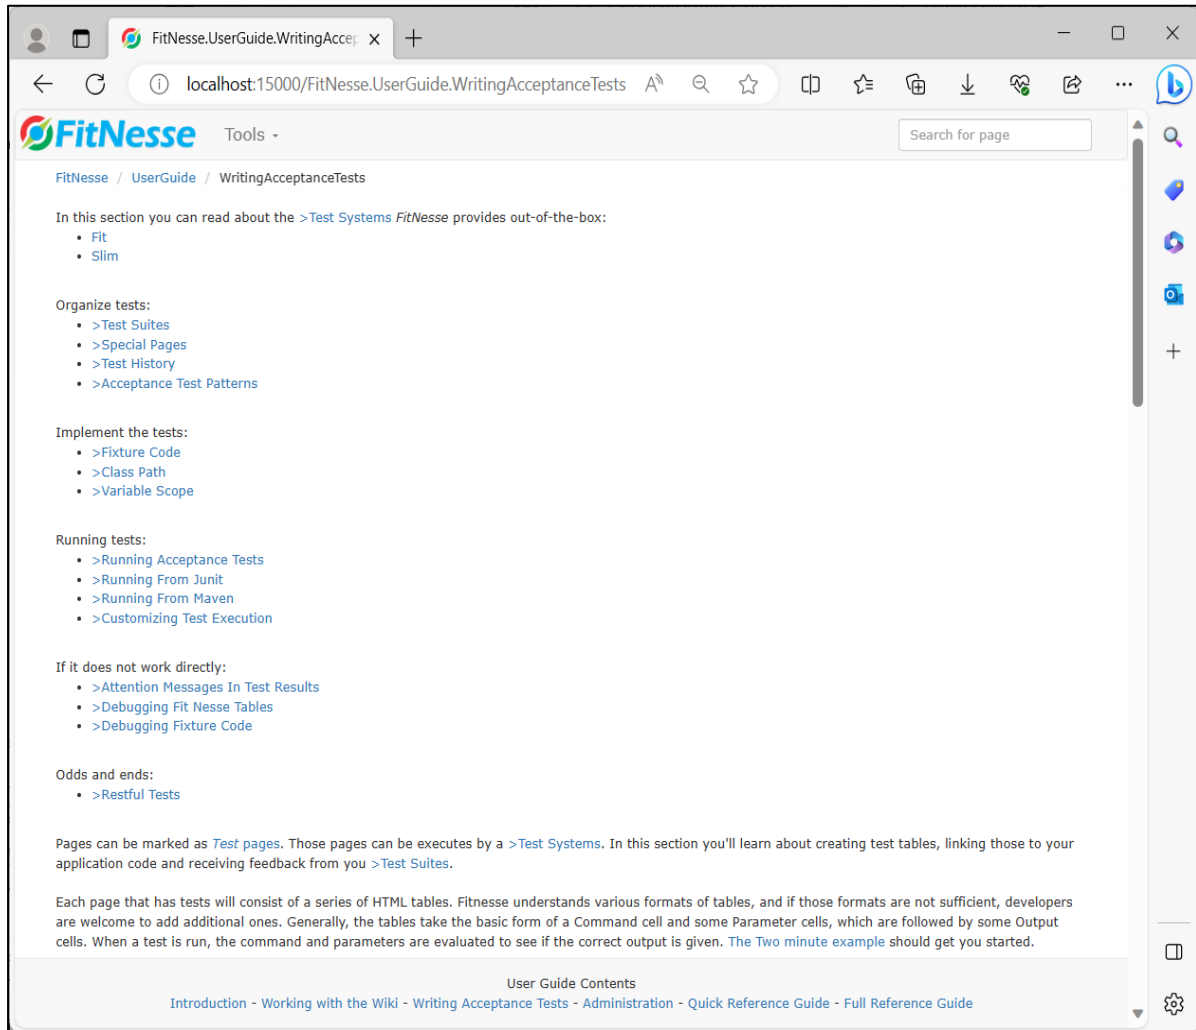 FitNesse.UserGuide.WritingAccep
localhost:15000/FitNesse.UserGuide.WritingAcceptanceTests
FitNesse Tools
Search for page
FitNesse / UserGuide / WritingAcceptanceTests
In this section you can read about the >Test Systems FitNesse provides out-of-the-box:
• Fit
• Slim
Organize tests:
• >Test Suites
• >Special Pages
• >Test History
• >Acceptance Test Patterns
Implement the tests:
• >Fixture Code
• >Class Path
• >Variable Scope
Running tests:
• >Running Acceptance Tests
• >Running From Junit
• >Running From Maven
• >Customizing Test Execution
If it does not work directly:
• >Attention Messages In Test Results
• >Debugging Fit Nesse Tables
• >Debugging Fixture Code
Odds and ends:
• >Restful Tests
Pages can be marked as Test pages. Those pages can be executes by a >Test Systems. In this section you'll learn about creating test tables, linking those to your
application code and receiving feedback from you >Test Suites.
Each page that has tests will consist of a series of HTML tables. Fitnesse understands various formats of tables, and if those formats are not sufficient, developers
are welcome to add additional ones. Generally, the tables take the basic form of a Command cell and some Parameter cells, which are followed by some Output
cells. When a test is run, the command and parameters are evaluated to see if the correct output is given. The Two minute example should get you started.
User Guide Contents
Introduction - Working with the Wiki - Writing Acceptance Tests - Administration - Quick Reference Guide - Full Reference Guide